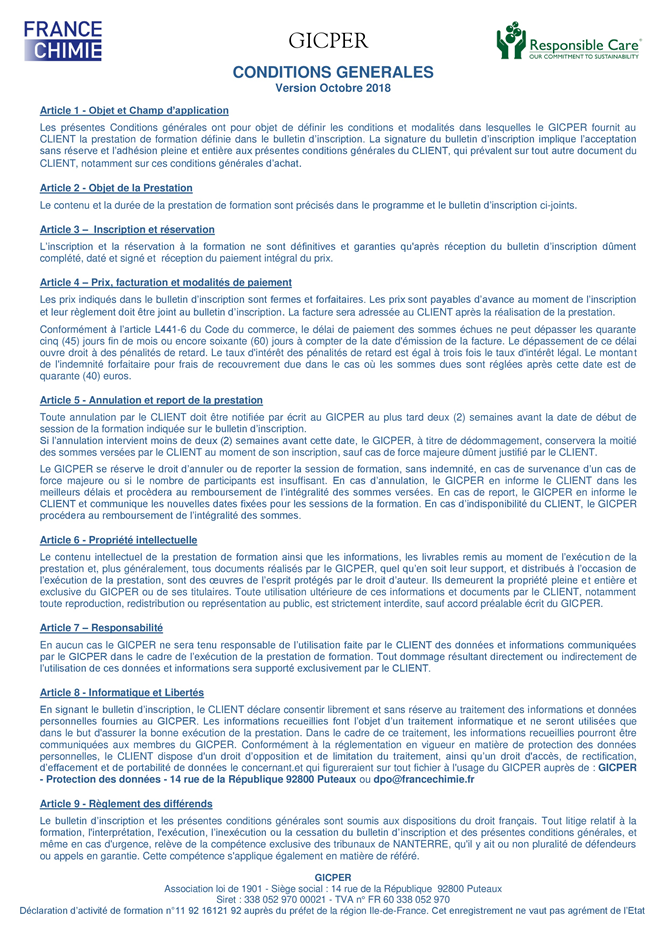 FRANCE
CHIMIE
GICPER
Responsible Care®
OUR COMMITMENT TO SUSTAINABILITY
CONDITIONS GENERALES
Version Octobre 2018
Article 1 - Objet et Champ d'application
Les présentes Conditions générales ont pour objet de définir les conditions et modalités dans lesquelles le GICPER fournit au
CLIENT la prestation de formation définie dans le bulletin d'inscription. La signature du bulletin d'inscription implique l'acceptation
sans réserve et l'adhésion pleine et entière aux présentes conditions générales du CLIENT, qui prévalent sur tout autre document du
CLIENT, notamment sur ces conditions générales d'achat.
Article 2 - Objet de la Prestation
Le contenu et la durée de la prestation de formation sont précisés dans le programme et le bulletin d'inscription ci-joints.
Article 3 – Inscription et réservation
L'inscription et la réservation à la formation ne sont définitives et garanties qu'après réception du bulletin d'inscription dûment
complété, daté et signé et réception du paiement intégral du prix.
Article 4 – Prix, facturation et modalités de paiement
Les prix indiqués dans le bulletin d'inscription sont fermes et forfaitaires. Les prix sont payables d'avance au moment de l'inscription
et leur règlement doit être joint au bulletin d'inscription. La facture sera adressée au CLIENT après la réalisation de la prestation.
Conformément à l'article L441-6 du Code du commerce, le délai de paiement des sommes échues ne peut dépasser les quarante
cinq (45) jours fin de mois ou encore soixante (60) jours à compter de la date d'émission de la facture. Le dépassement de ce délai
ouvre droit à des pénalités de retard. Le taux d'intérêt des pénalités de retard est égal à trois fois le taux d'intérêt légal. Le montant
de l'indemnité forfaitaire pour frais de recouvrement due dans le cas où les sommes dues sont réglées après cette date est de
quarante (40) euros.
Article 5 - Annulation et report de la prestation
Toute annulation par le CLIENT doit être notifiée par écrit au GICPER au plus tard deux (2) semaines avant la date de début de
session de la formation indiquée sur le bulletin d'inscription.
Si l'annulation intervient moins de deux (2) semaines avant cette date, le GICPER, à titre de dédommagement, conservera la moitié
des sommes versées par le CLIENT au moment de son inscription, sauf cas de force majeure dûment justifié par le CLIENT.
Le GICPER se réserve le droit d'annuler ou de reporter la session de formation, sans indemnité, en cas de survenance d'un cas de
force majeure ou si le nombre de participants est insuffisant. En cas d'annulation, le GICPER en informe le CLIENT dans les
meilleurs délais et procèdera au remboursement de l'intégralité des sommes versées. En cas de report, le GICPER en informe le
CLIENT et communique les nouvelles dates fixées pour les sessions de la formation. En cas d'indisponibilité du CLIENT, le GICPER
procédera au remboursement de l'intégralité des sommes.
Article 6 - Propriété intellectuelle
Le contenu intellectuel de la prestation de formation ainsi que les informations, les livrables remis au moment de l'exécution de la
prestation et, plus généralement, tous documents réalisés par le GICPER, quel qu'en soit leur support, et distribués à l'occasion de
l'exécution de la prestation, sont des œuvres de l'esprit protégés par le droit d'auteur. Ils demeurent la propriété pleine et entière et
exclusive du GICPER ou de ses titulaires. Toute utilisation ultérieure de ces informations et documents par le CLIENT, notamment
toute reproduction, redistribution ou représentation au public, est strictement interdite, sauf accord préalable écrit du GICPER.
Article 7 – Responsabilité
En aucun cas le GICPER ne sera tenu responsable de l'utilisation faite par le CLIENT des données et informations communiquées
par le GICPER dans le cadre de l'exécution de la prestation de formation. Tout dommage résultant directement ou indirectement de
l'utilisation de ces données et informations sera supporté exclusivement par le CLIENT.
Article 8 - Informatique et Libertés
En signant le bulletin d'inscription, le CLIENT déclare consentir librement et sans réserve au traitement des informations et données
personnelles fournies au GICPER. Les informations recueillies font l'objet d'un traitement informatique et ne seront utilisées que
dans le but d'assurer la bonne exécution de la prestation. Dans le cadre de ce traitement, les informations recueillies pourront être
communiquées aux membres du GICPER. Conformément à la réglementation en vigueur en matière de protection des données
personnelles, le CLIENT dispose d'un droit d'opposition et de limitation du traitement, ainsi qu'un droit d'accès, de rectification,
d'effacement et de portabilité de données le concernant.et qui figureraient sur tout fichier à l'usage du GICPER auprès de : GICPER
- Protection des données - 14 rue de la République 92800 Puteaux ou dpo@francechimie.fr
Article 9 - Règlement des différends
Le bulletin d'inscription et les présentes conditions générales sont soumis aux dispositions du droit français. Tout litige relatif à la
formation, l'interprétation, l'exécution, l'inexécution ou la cessation du bulletin d'inscription et des présentes conditions générales, et
même en cas d'urgence, relève de la compétence exclusive des tribunaux de NANTERRE, qu'il y ait ou non pluralité de défendeurs
ou appels en garantie. Cette compétence s'applique également en matière de référé.
GICPER
Association loi de 1901 - Siège social : 14 rue de la République 92800 Puteaux
Siret : 338 052 970 00021 - TVA n° FR 60 338 052 970
Déclaration d'activité de formation n°11 92 16121 92 auprès du préfet de la région Ile-de-France. Cet enregistrement ne vaut pas agrément de l'Etat